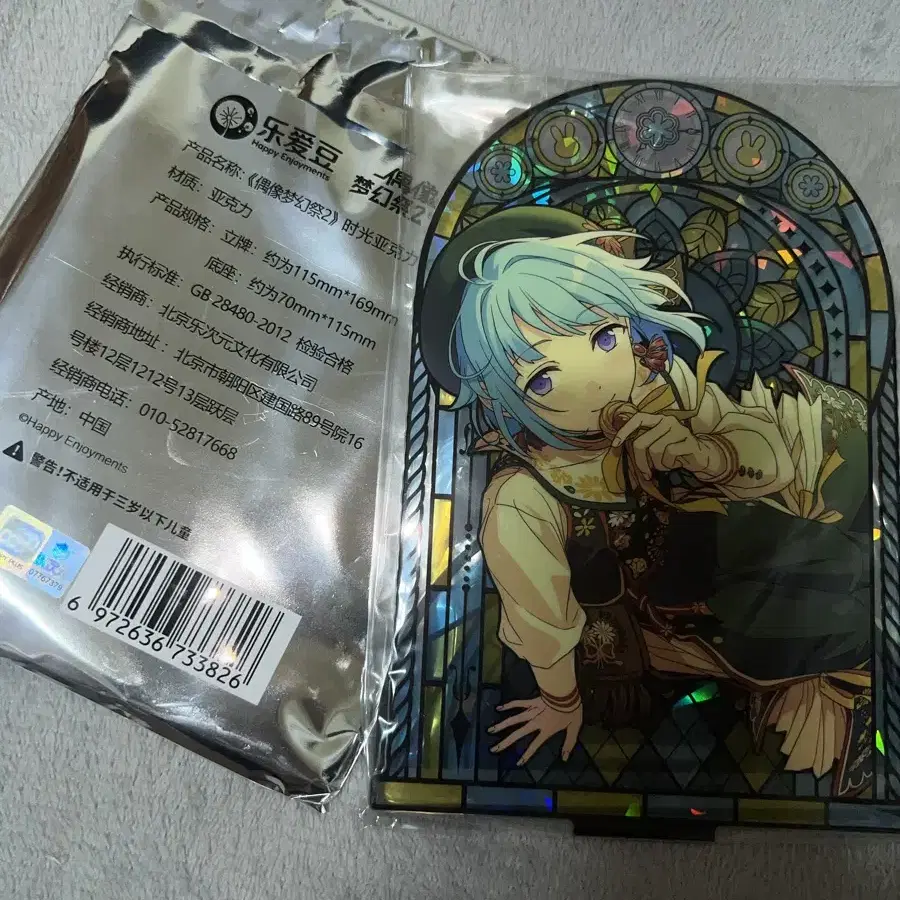 乐爱豆
Happy Enjoyments
偶像
梦幻祭2
产品名称：《偶像梦幻祭2》时光亚克力
材质：亚克力
产品规格：立牌：约为115mm*169mm
底座：约为70mm*115mm
执行标准：GB 28480-2012 检验合格
经销商：北京乐次元文化有限公司
经销商地址：北京市朝阳区建国路89号院16
号楼12层1212号13层跃层
经销商电话：010-52817668
产地：中国
©Happy Enjoyments
警告!不适用于三岁以下儿童
6 972636 733826